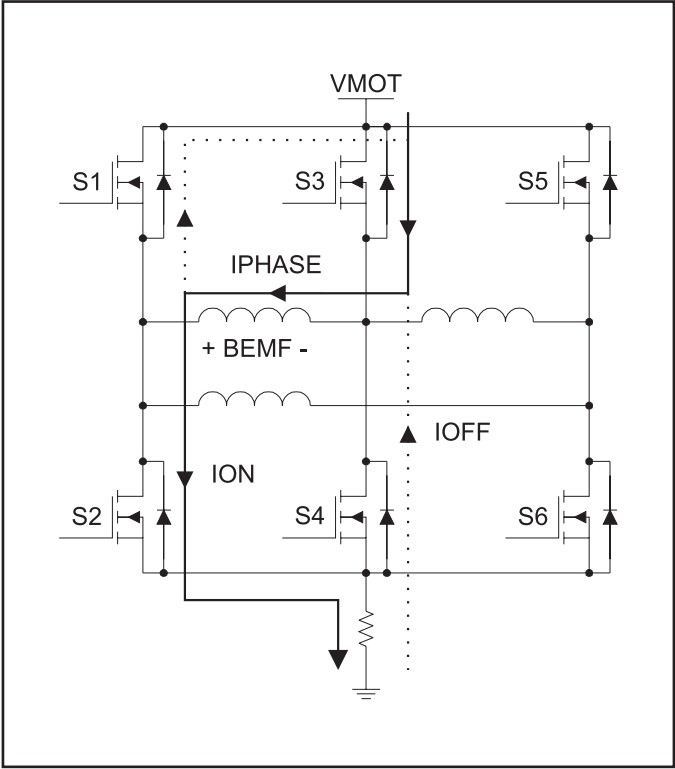 VMOT
S1
S3
S5
IPHASE
+ BEMF -
IOFF
ION
S2
S4
S6